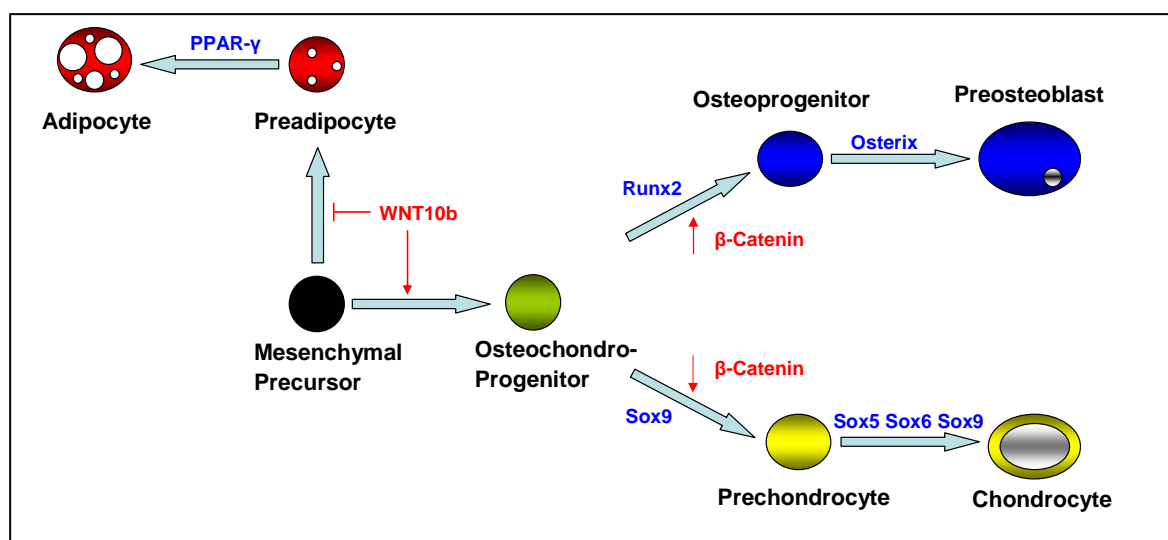 PPAR-γ
Adipocyte
Preadipocyte
WNT10b
Mesenchymal
Precursor
Osteochondro-
Progenitor
Osteoprogenitor
Preosteoblast
Osterix
Runx2
β-Catenin
β-Catenin
Sox9
Sox5 Sox6 Sox9
Prechondrocyte
Chondrocyte